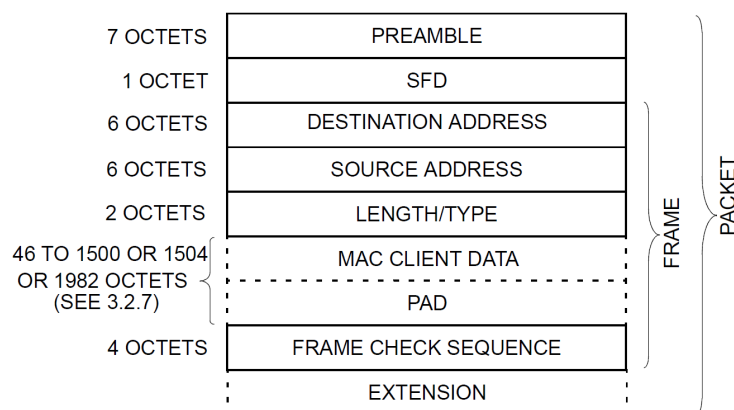 7 OCTETS PREAMBLE
1 OCTET SFD
6 OCTETS DESTINATION ADDRESS
6 OCTETS SOURCE ADDRESS
2 OCTETS LENGTH/TYPE
46 TO 1500 OR 1504
OR 1982 OCTETS
(SEE 3.2.7)
MAC CLIENT DATA
PAD
4 OCTETS FRAME CHECK SEQUENCE
EXTENSION
FRAME
PACKET